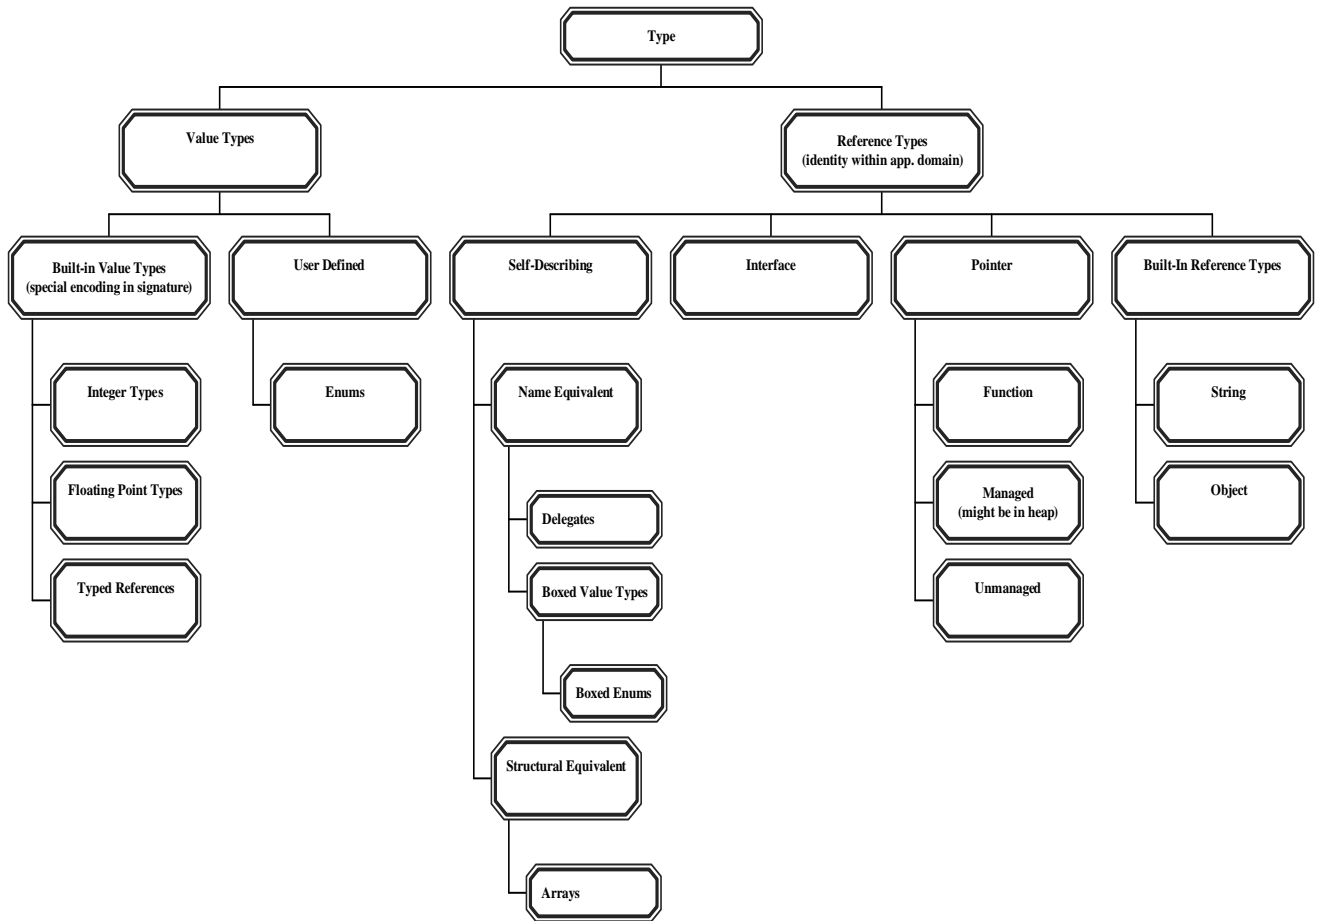 Type
Value Types
Reference Types
(identity within app. domain)
Built-in Value Types
(special encoding in signature)
User Defined
Self-Describing
Interface
Pointer
Built-In Reference Types
Integer Types
Enums
Name Equivalent
Function
String
Floating Point Types
Managed
(might be in heap)
Object
Delegates
Typed References
Boxed Value Types
Unmanaged
Boxed Enums
Structural Equivalent
Arrays